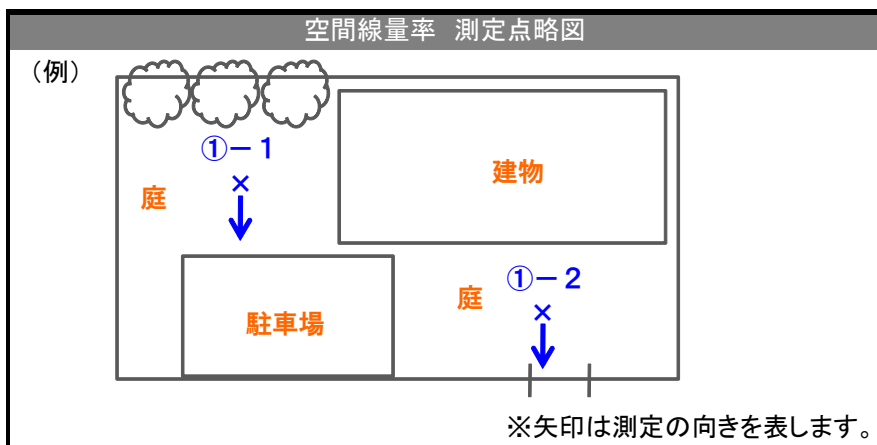 空間線量率 測定点略図
（例）
①－1
×
庭
建物
①－2
×
庭
駐車場
※矢印は測定の向きを表します。